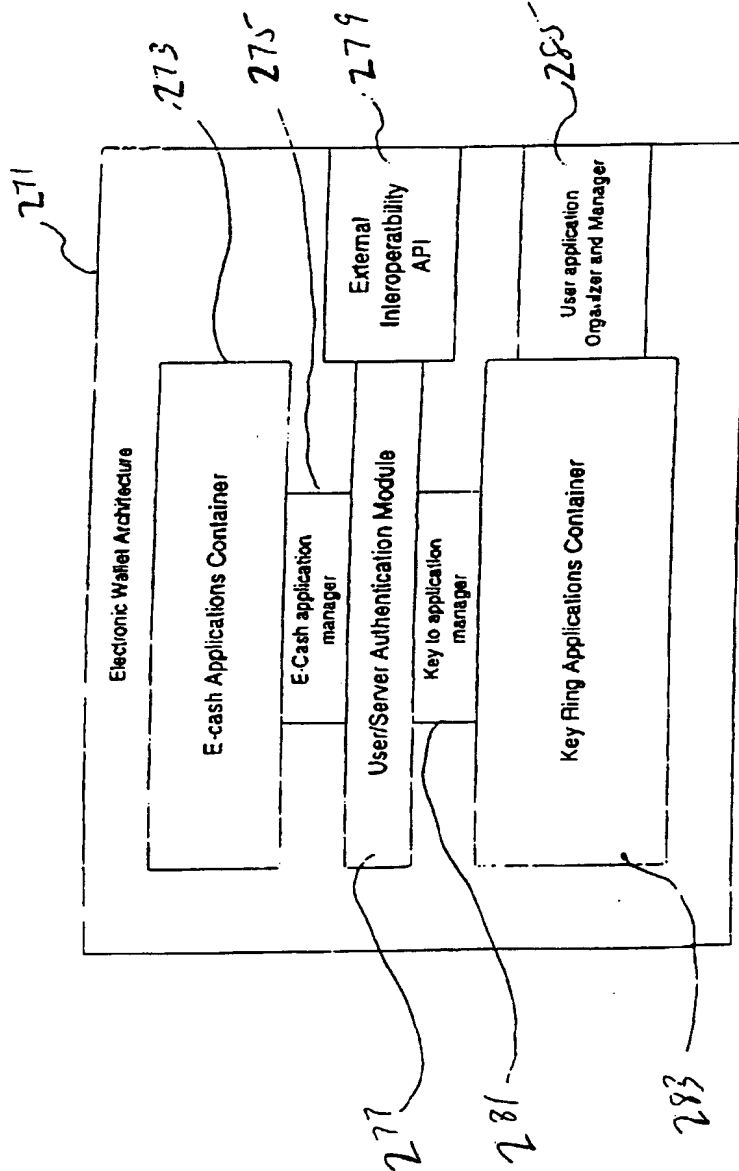 271
273
275
279
285
Electronic Wallet Architecture
E-cash Applications Container
E-Cash application
manager
User/Server Authentication Module
External
Interoperatbility
API
Key to application
manager
Key Ring Applications Container
User application
Organizer and Manager
277
281
283